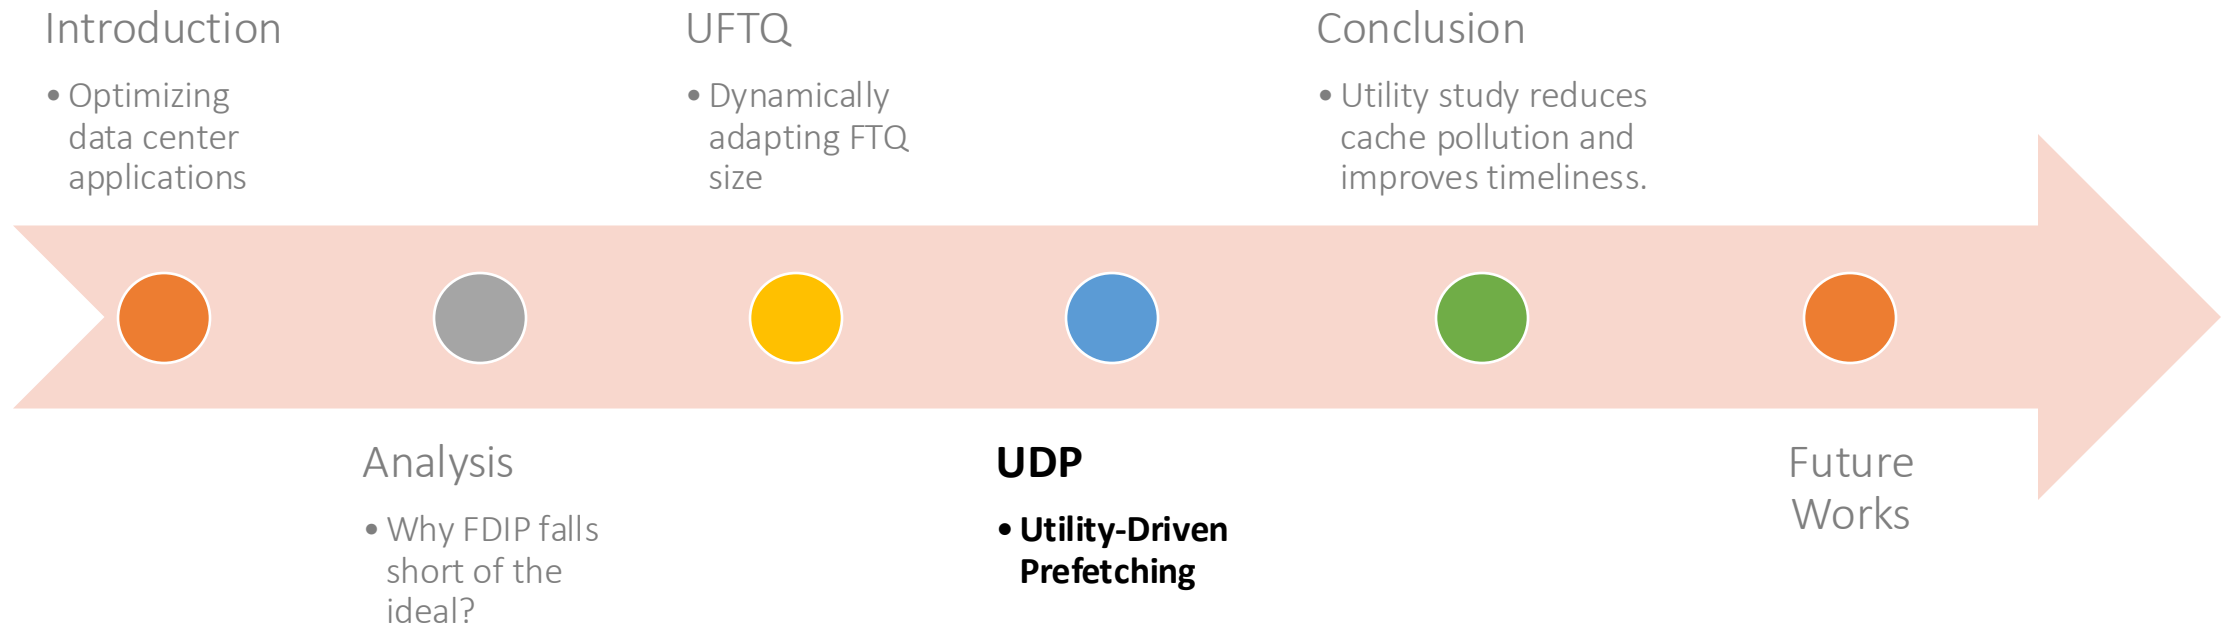 Introduction
• Optimizing
data center
applications
UFTQ
• Dynamically
adapting FTQ
size
Conclusion
• Utility study reduces
cache pollution and
improves timeliness.
Analysis
• Why FDIP falls
short of the
ideal?
UDP
• Utility-Driven
Prefetching
Future
Works